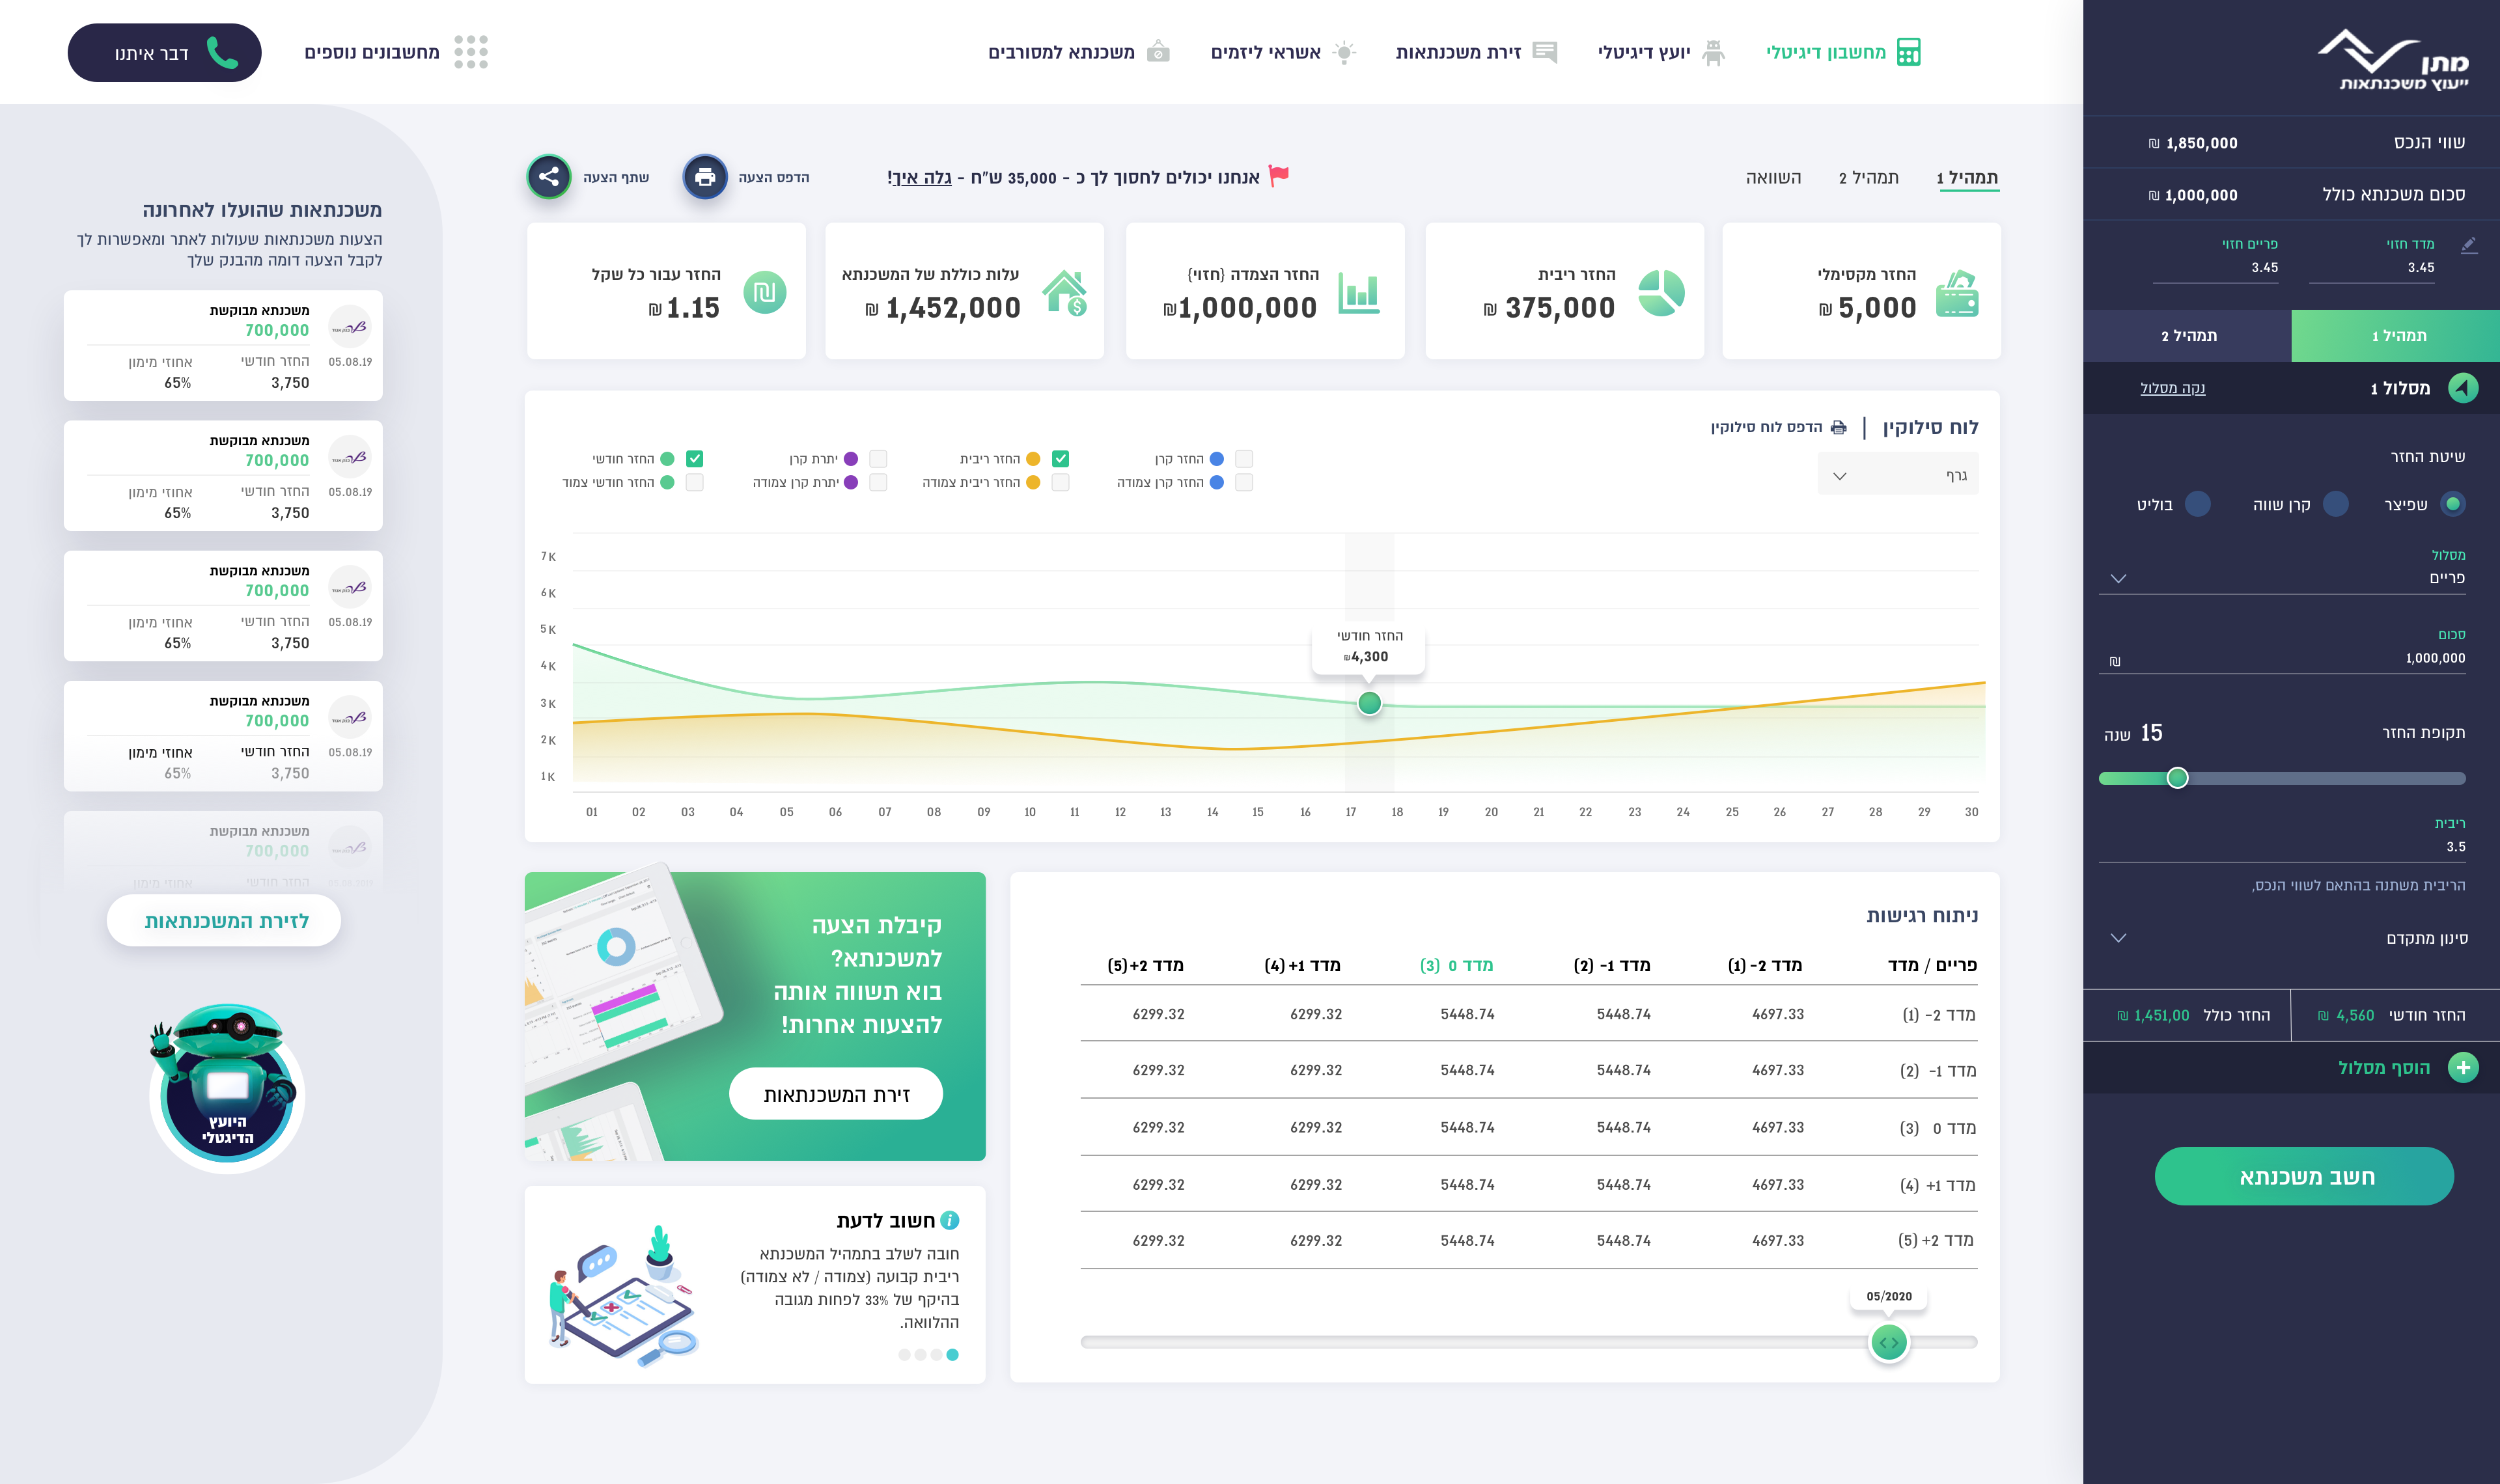 מתן
ייעוץ משכנתאות
מחשבון דיגיטלי
יועץ דיגיטלי
זירת משכנתאות
אשראי ליזמים
משכנתא למסורבים
מחשבונים נוספים
דבר איתנו
שווי הנכס 1,850,000 ₪
סכום משכנתא כולל 1,000,000 ₪
מדד חזוי
3.45
פריים חזוי
3.45
תמהיל 1
תמהיל 2
מסלול 1
נקה מסלול
שיטת החזר
שפיצר
קרן שווה
בוליט
מסלול
פריים
סכום
1,000,000 ₪
תקופת החזר 15 שנה
ריבית
3.5
הריבית משתנה בהתאם לשווי הנכס,
סינון מתקדם
החזר חודשי 4,560 ₪
החזר כולל 1,451,00 ₪
הוסף מסלול
חשב משכנתא
תמהיל 1
תמהיל 2
השוואה
אנחנו יכולים לחסוך לך כ - 35,000 ש"ח - גלה איך!
הדפס הצעה
שתף הצעה
החזר מקסימלי
5,000 ₪
החזר ריבית
375,000 ₪
החזר הצמדה {חזוי}
1,000,000₪
עלות כוללת של המשכנתא
1,452,000 ₪
החזר עבור כל שקל
1.15 ₪
לוח סילוקין | הדפס לוח סילוקין
גרף
החזר קרן
החזר ריבית
יתרת קרן
החזר חודשי
החזר קרן צמודה
החזר ריבית צמודה
יתרת קרן צמודה
החזר חודשי צמוד
7 K
6 K
5 K
4 K
3 K
2 K
1 K
החזר חודשי
4,300₪
01 02 03 04 05 06 07 08 09 10 11 12 13 14 15 16 17 18 19 20 21 22 23 24 25 26 27 28 29 30
ניתוח רגישות
פריים / מדד מדד 2- (1) מדד 1- (2) מדד 0 (3) מדד 1+ (4) מדד 2+ (5)
מדד 2- (1) 4697.33 5448.74 5448.74 6299.32 6299.32
מדד 1- (2) 4697.33 5448.74 5448.74 6299.32 6299.32
מדד 0 (3) 4697.33 5448.74 5448.74 6299.32 6299.32
מדד 1+ (4) 4697.33 5448.74 5448.74 6299.32 6299.32
מדד 2+ (5) 4697.33 5448.74 5448.74 6299.32 6299.32
05/2020
קיבלת הצעה
למשכנתא?
בוא תשווה אותה
להצעות אחרות!
זירת המשכנתאות
חשוב לדעת
חובה לשלב בתמהיל המשכנתא
ריבית קבועה (צמודה / לא צמודה)
בהיקף של 33% לפחות מגובה
ההלוואה.
משכנתאות שהועלו לאחרונה
הצעות משכנתאות שעולות לאתר ומאפשרות לך
לקבל הצעה דומה מהבנק שלך
משכנתא מבוקשת
700,000
05.08.19 החזר חודשי אחוזי מימון
3,750 65%
משכנתא מבוקשת
700,000
05.08.19 החזר חודשי אחוזי מימון
3,750 65%
משכנתא מבוקשת
700,000
05.08.19 החזר חודשי אחוזי מימון
3,750 65%
משכנתא מבוקשת
700,000
05.08.19 החזר חודשי אחוזי מימון
3,750 65%
משכנתא מבוקשת
700,000
החזר חודשי אחוזי מימון
לזירת המשכנתאות
היועץ
הדיגטלי